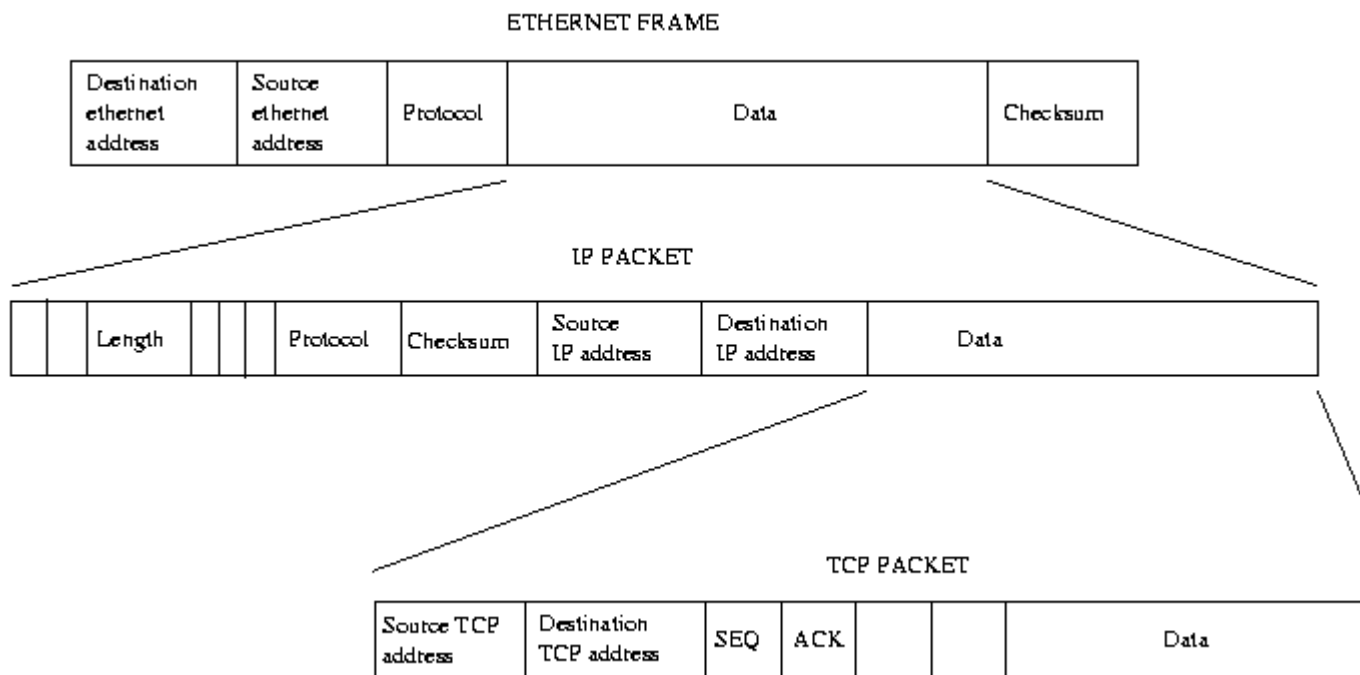 ETHERNET FRAME
Destination
ethernet
address
Source
ethernet
address
Protocol
Data
Checksum
IP PACKET
Length
Protocol
Checksum
Source
IP address
Destination
IP address
Data
TCP PACKET
Source TCP
address
Destination
TCP address
SEQ
ACK
Data